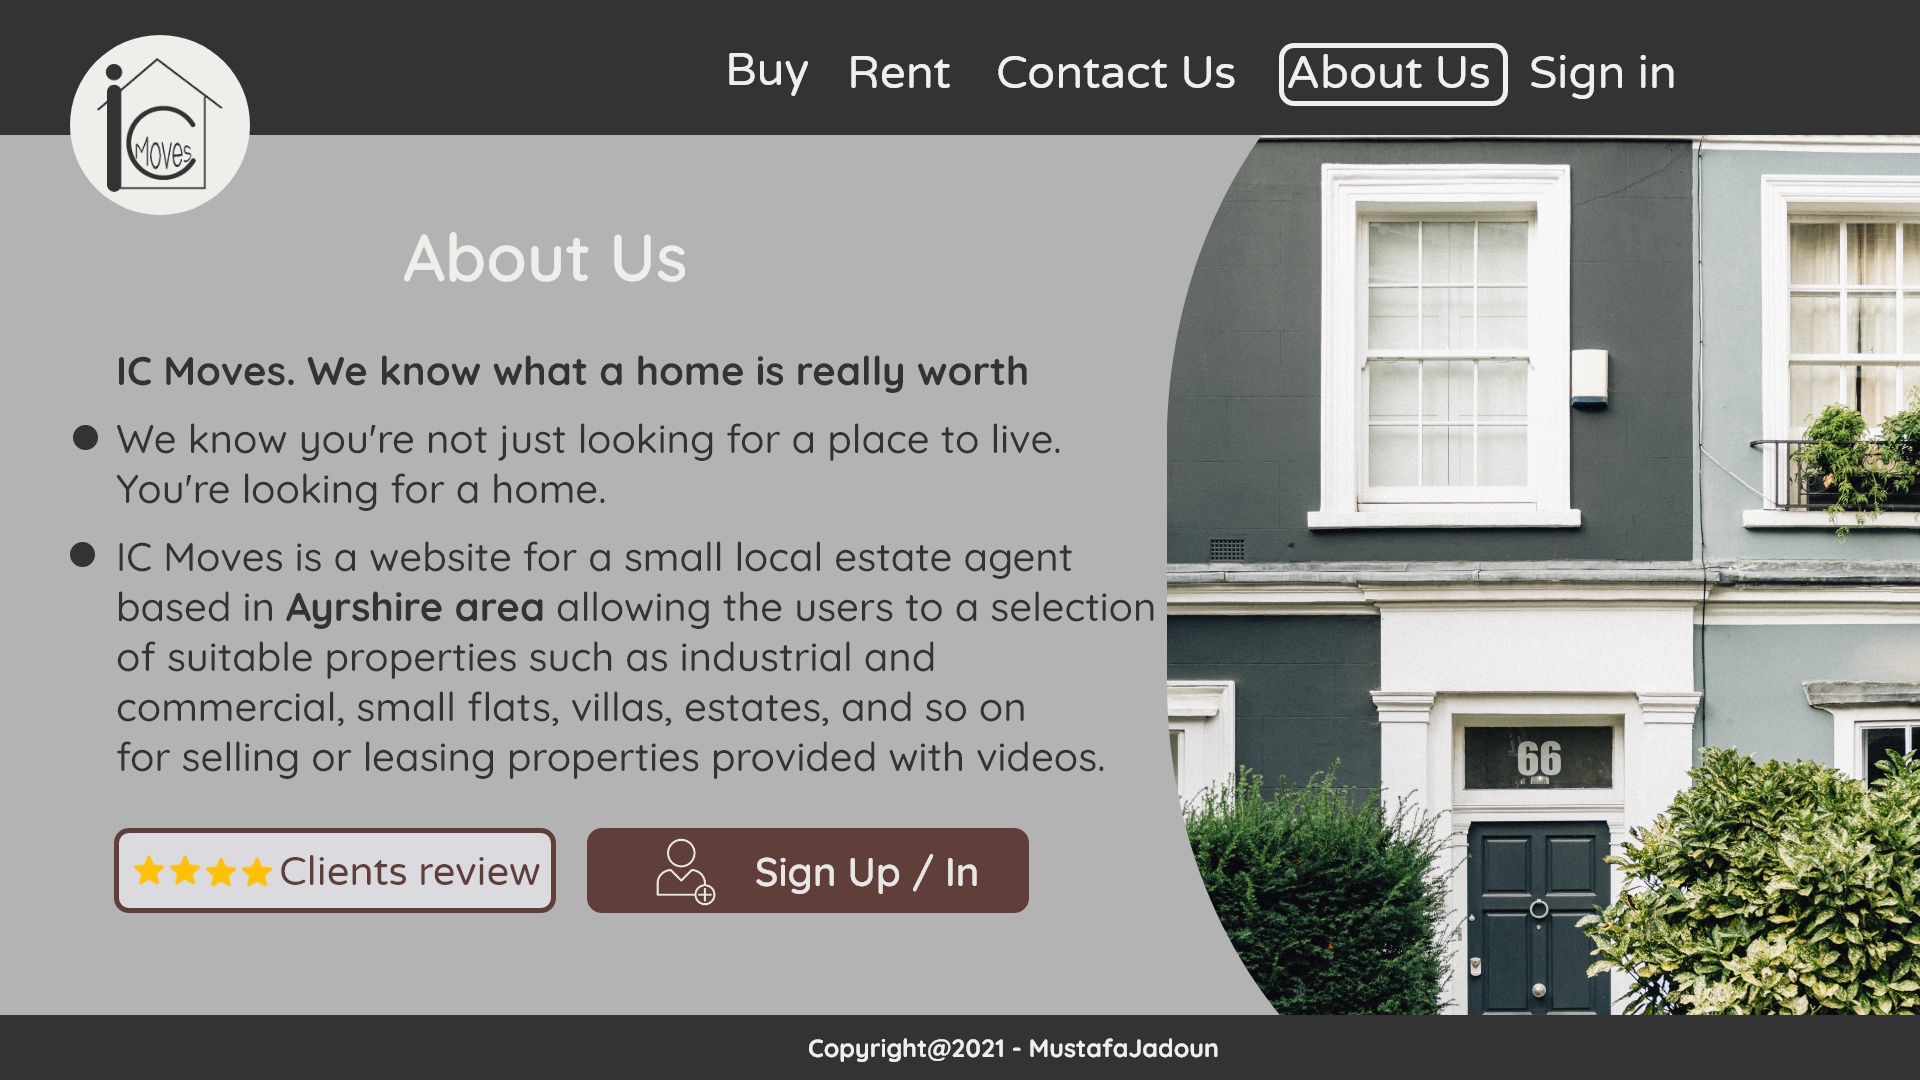 iC
Moves
Buy Rent Contact Us About Us Sign in
About Us
IC Moves. We know what a home is really worth
We know you're not just looking for a place to live.
You're looking for a home.
IC Moves is a website for a small local estate agent
based in Ayrshire area allowing the users to a selection
of suitable properties such as industrial and
commercial, small flats, villas, estates, and so on
for selling or leasing properties provided with videos.
Clients review
Sign Up / In
66
Copyright@2021 - MustafaJadoun